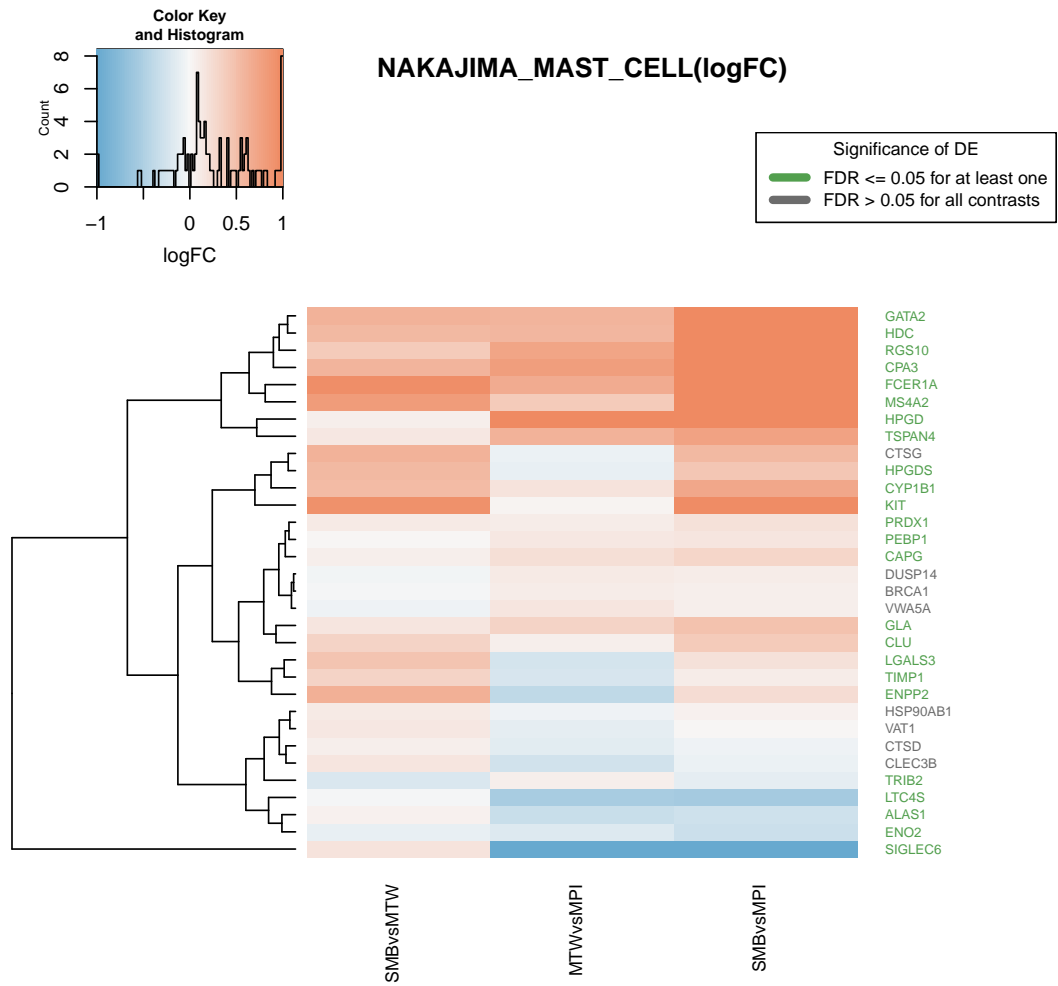 Color Key
and Histogram
NAKAJIMA_MAST_CELL(logFC)
Count
0 2 4 6 8
−1 0 0.5 1
logFC
Significance of DE
FDR <= 0.05 for at least one
FDR > 0.05 for all contrasts
GATA2
HDC
RGS10
CPA3
FCER1A
MS4A2
HPGD
TSPAN4
CTSG
HPGDS
CYP1B1
KIT
PRDX1
PEBP1
CAPG
DUSP14
BRCA1
VWA5A
GLA
CLU
LGALS3
TIMP1
ENPP2
HSP90AB1
VAT1
CTSD
CLEC3B
TRIB2
LTC4S
ALAS1
ENO2
SIGLEC6
SMBvsMTW
MTWvsMPI
SMBvsMPI